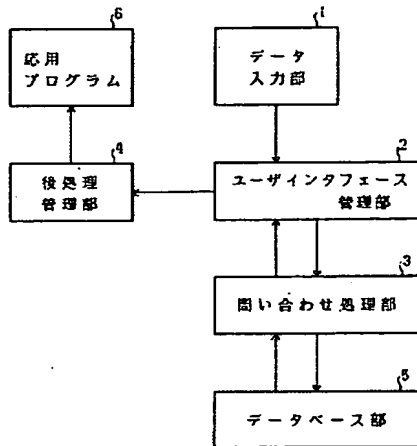 6
応用
プログラム
1
データ
入力部
4
後処理
管理部
2
ユーザインタフェース
管理部
3
問い合わせ処理部
5
データベース部